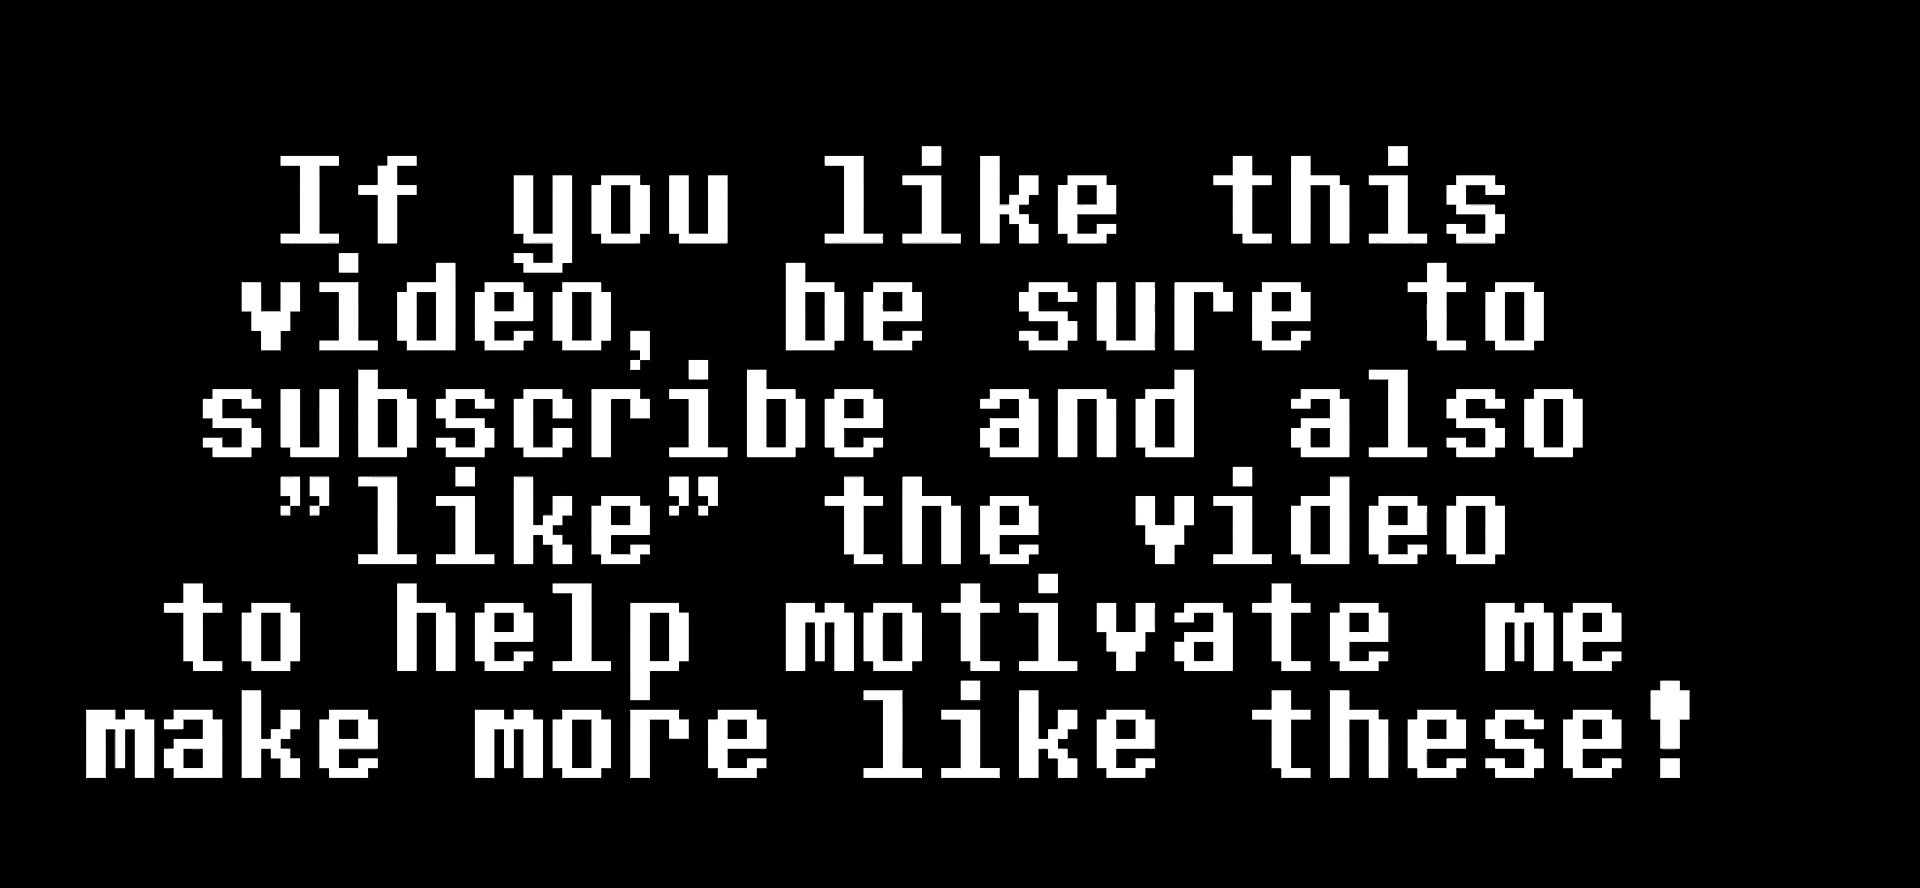 If you like this
video, be sure to
subscribe and also
”like” the video
to help motivate me
make more like these!